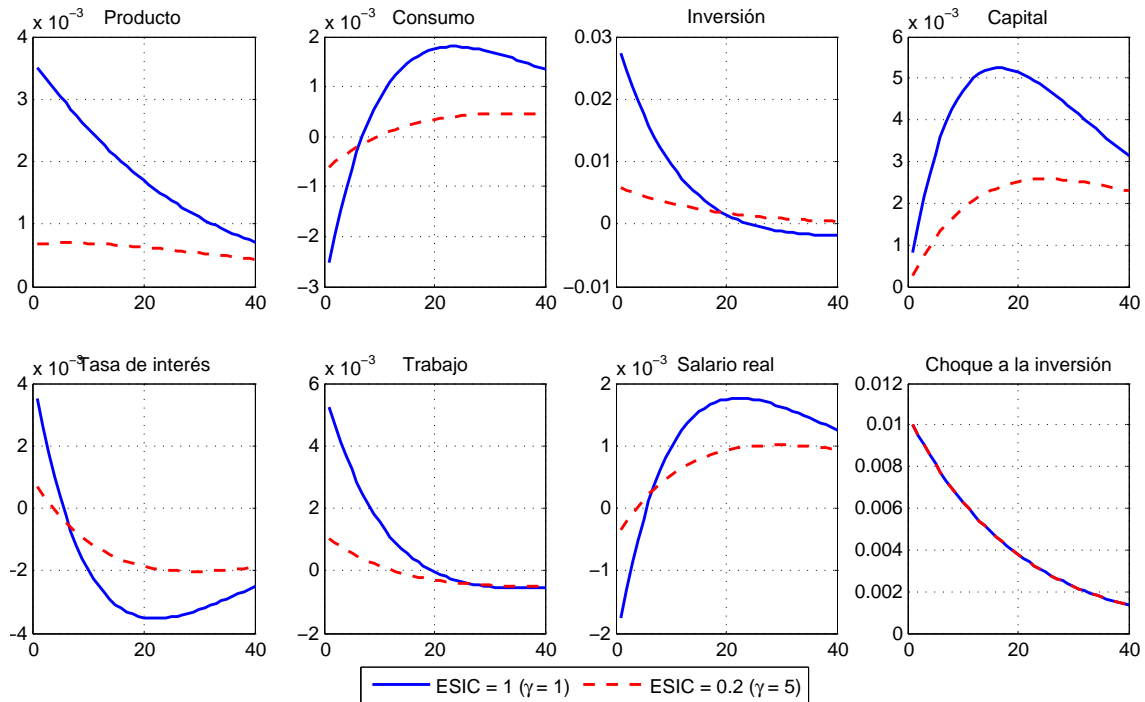 Producto
x 10⁻³
4
3
2
1
0
0 20 40
Consumo
x 10⁻³
2
1
0
−1
−2
−3
0 20 40
Inversión
0.03
0.02
0.01
0
−0.01
0 20 40
Capital
x 10⁻³
6
5
4
3
2
1
0
0 20 40
Tasa de interés
x 10⁻³
4
2
0
−2
−4
0 20 40
Trabajo
x 10⁻³
6
4
2
0
−2
0 20 40
Salario real
x 10⁻³
2
1
0
−1
−2
0 20 40
Choque a la inversión
0.012
0.01
0.008
0.006
0.004
0.002
0
0 20 40
ESIC = 1 (γ = 1)
ESIC = 0.2 (γ = 5)